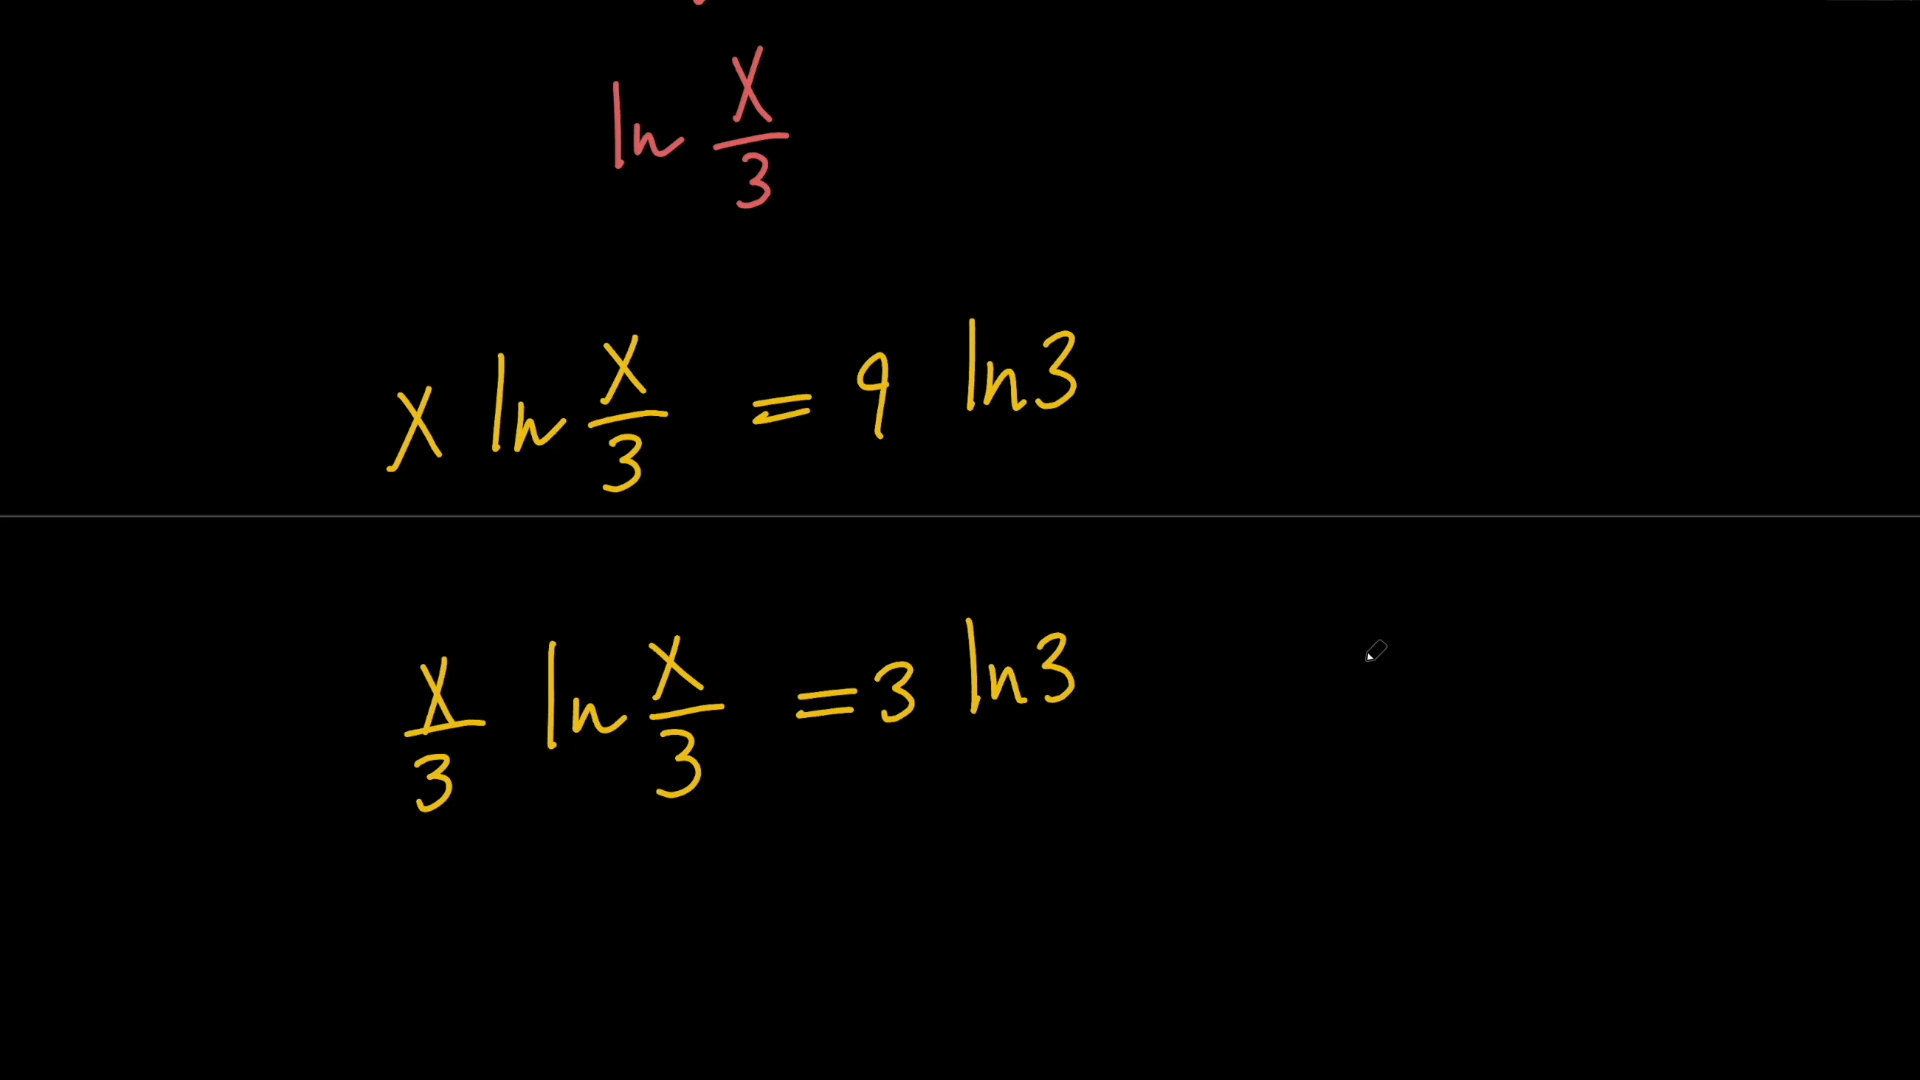 ln x/3
x ln x/3 = 9 ln3
x/3 ln x/3 = 3 ln3